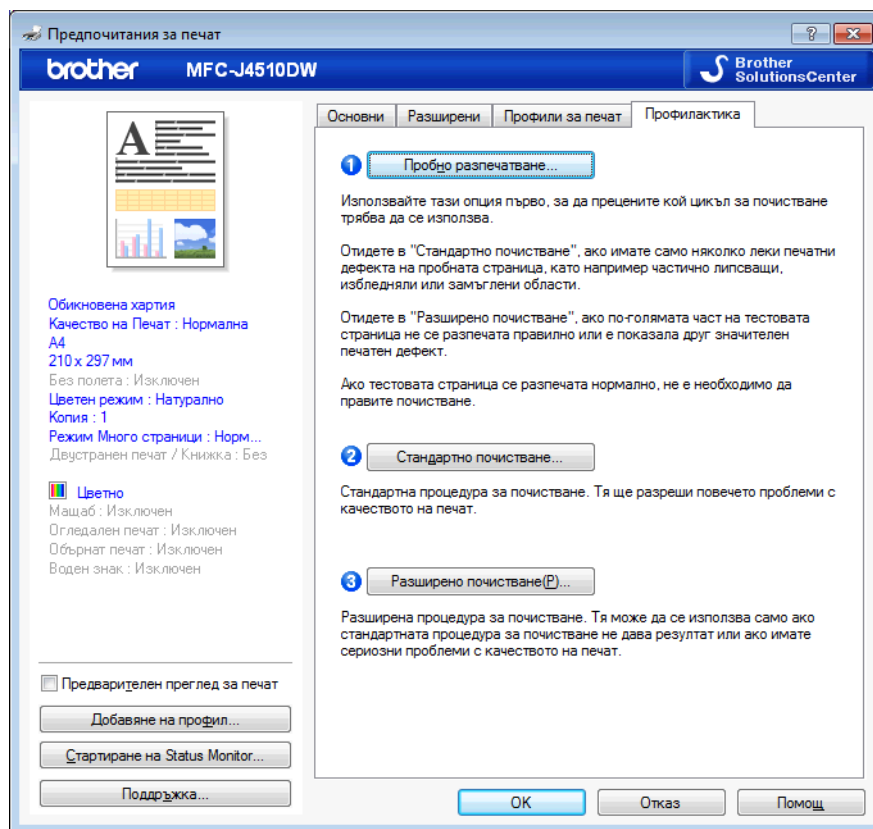 Предпочитания за печат
brother MFC-J4510DW
Brother
SolutionsCenter
A
Обикновена хартия
Качество на Печат : Нормална
A4
210 x 297 мм
Без полета : Изключен
Цветен режим : Натурално
Копия : 1
Режим Много страници : Норм...
Двустранен печат / Книжка : Без
Цветно
Мащаб : Изключен
Огледален печат : Изключен
Обърнат печат : Изключен
Воден знак : Изключен
Предварителен преглед за печат
Добавяне на профил...
Стартиране на Status Monitor...
Поддръжка...
Основни Разширени Профили за печат Профилактика
1 Пробно разпечатване...
Използвайте тази опция първо, за да прецените кой цикъл за почистване
трябва да се използва.
Отидете в "Стандартно почистване", ако имате само няколко леки печатни
дефекта на пробната страница, като например частично липсващи,
избледняли или замъглени области.
Отидете в "Разширено почистване", ако по-голямата част на тестовата
страница не се разпечата правилно или е показала друг значителен
печатен дефект.
Ако тестовата страница се разпечата нормално, не е необходимо да
правите почистване.
2 Стандартно почистване...
Стандартна процедура за почистване. Тя ще разреши повечето проблеми с
качеството на печат.
3 Разширено почистване(P)...
Разширена процедура за почистване. Тя може да се използва само ако
стандартната процедура за почистване не дава резултат или ако имате
сериозни проблеми с качеството на печат.
OK Отказ Помощ